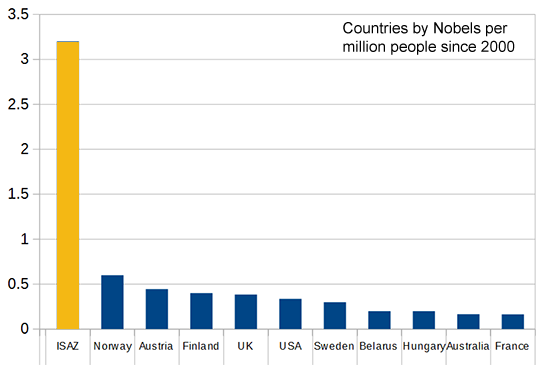 Countries by Nobels per
million people since 2000
3.5
3
2.5
2
1.5
1
0.5
0
ISAZ Norway Austria Finland UK USA Sweden Belarus Hungary Australia France